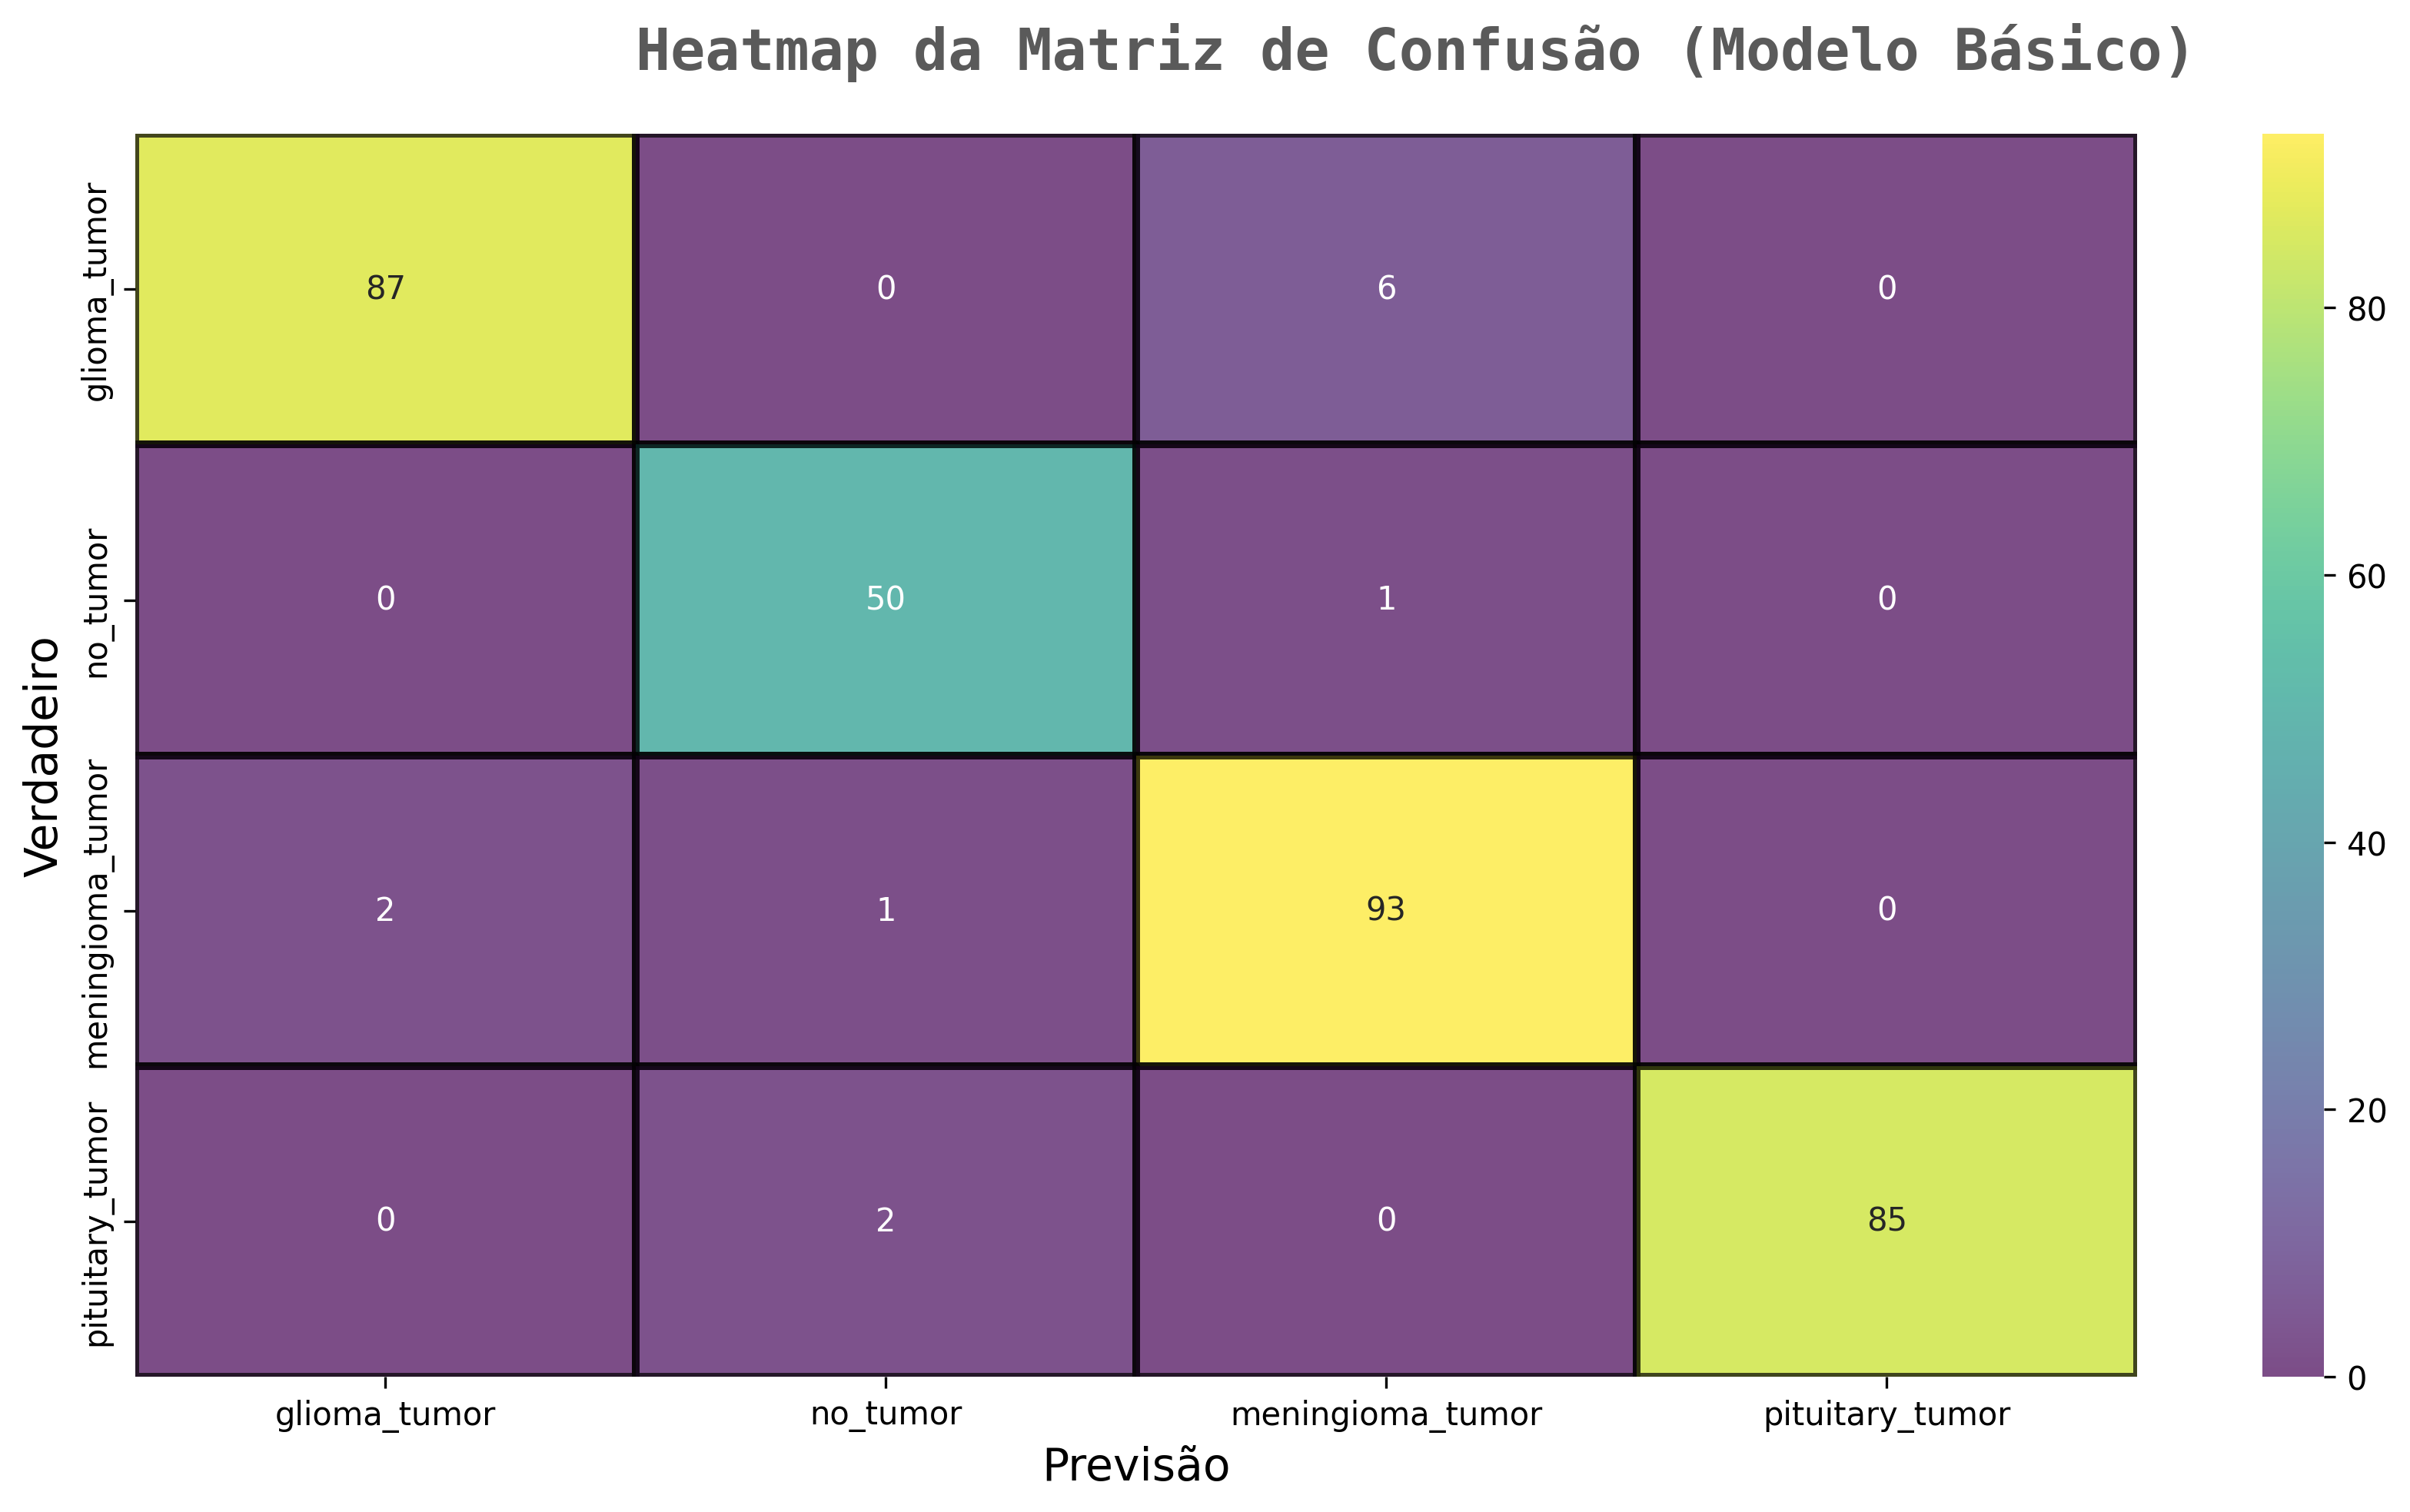 Heatmap da Matriz de Confusão (Modelo Básico)
Verdadeiro
glioma_tumor
87 0 6 0
no_tumor
0 50 1 0
meningioma_tumor
2 1 93 0
pituitary_tumor
0 2 0 85
glioma_tumor no_tumor meningioma_tumor pituitary_tumor
Previsão
80
60
40
20
0